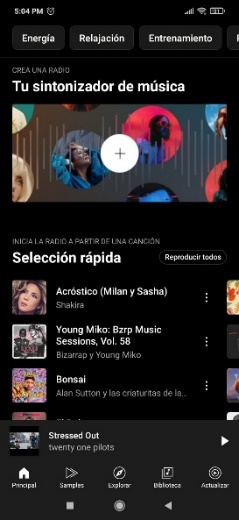 5:04 PM
Energía
Relajación
Entrenamiento
CREA UNA RADIO
Tu sintonizador de música
INICIA LA RADIO A PARTIR DE UNA CANCIÓN
Selección rápida
Reproducir todos
Acróstico (Milan y Sasha)
Shakira
Young Miko: Bzrp Music
Sessions, Vol. 58
Bizarrap y Young Miko
Bonsai
Alan Sutton y las criaturitas de la...
Stressed Out
twenty one pilots
Principal
Samples
Explorar
Biblioteca
Actualizar